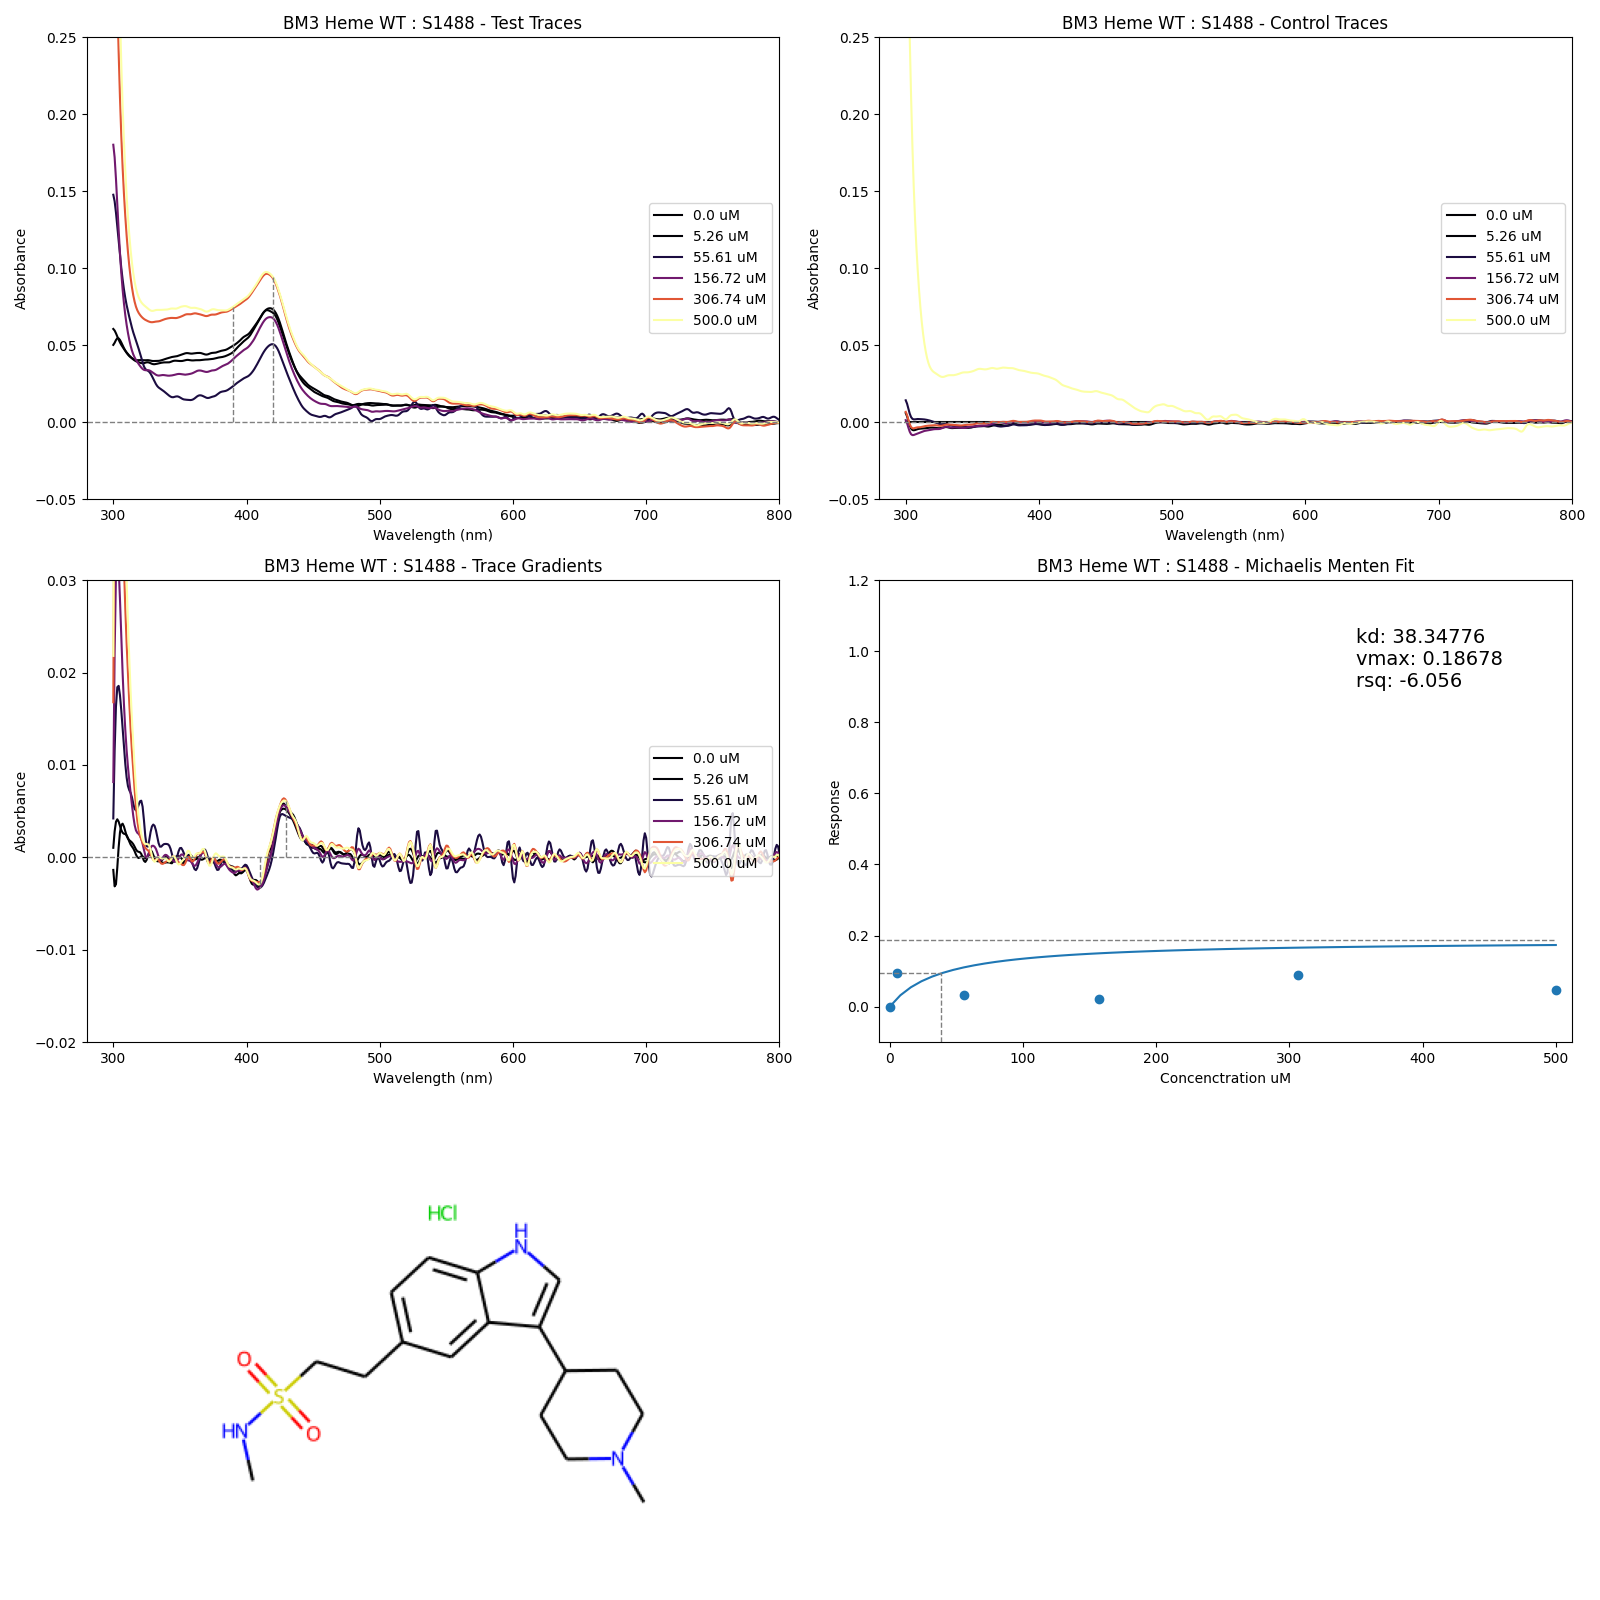 BM3 Heme WT : S1488 - Test Traces
0.25
0.20
0.15
0.10
0.05
0.00
−0.05
300 400 500 600 700 800
Absorbance
Wavelength (nm)
0.0 uM
5.26 uM
55.61 uM
156.72 uM
306.74 uM
500.0 uM
BM3 Heme WT : S1488 - Control Traces
0.25
0.20
0.15
0.10
0.05
0.00
−0.05
300 400 500 600 700 800
Absorbance
Wavelength (nm)
0.0 uM
5.26 uM
55.61 uM
156.72 uM
306.74 uM
500.0 uM
BM3 Heme WT : S1488 - Trace Gradients
0.03
0.02
0.01
0.00
−0.01
−0.02
300 400 500 600 700 800
Absorbance
Wavelength (nm)
0.0 uM
5.26 uM
55.61 uM
156.72 uM
306.74 uM
500.0 uM
BM3 Heme WT : S1488 - Michaelis Menten Fit
kd: 38.34776
vmax: 0.18678
rsq: -6.056
1.2
1.0
0.8
0.6
0.4
0.2
0.0
0 100 200 300 400 500
Response
Concenctration uM
HCl
H
N
O
S
HN
O
N